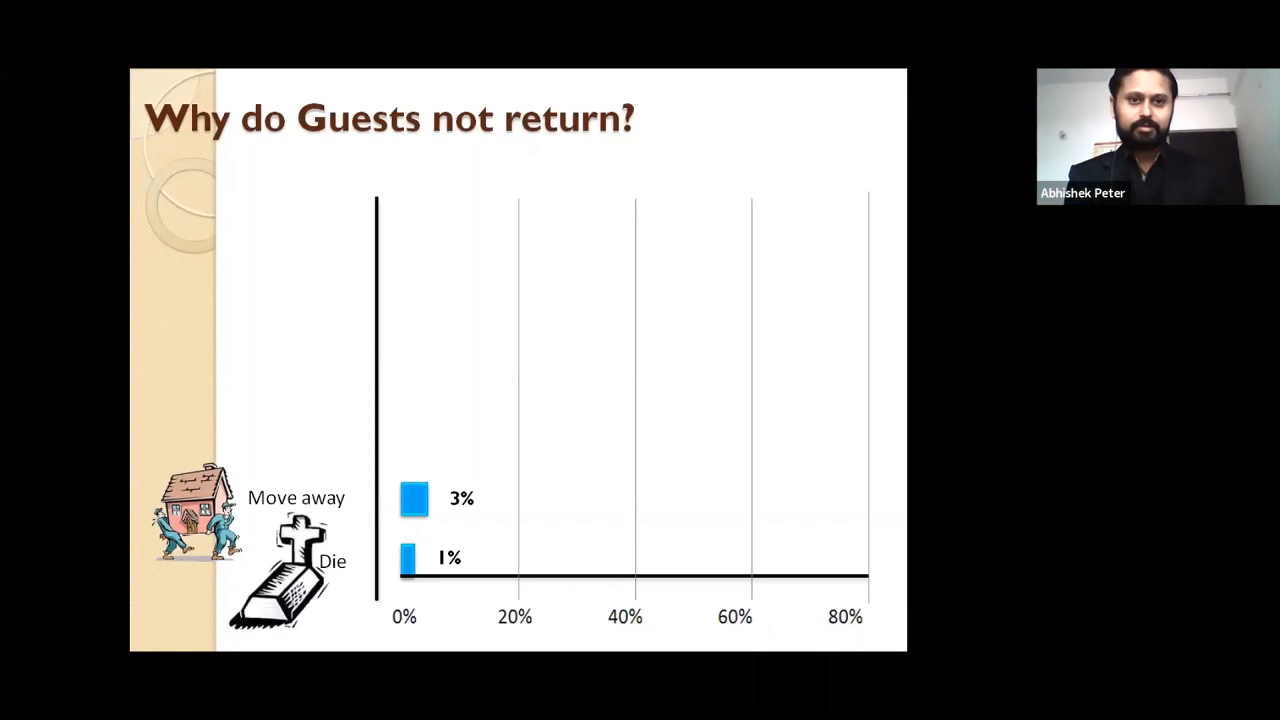 Why do Guests not return?
Abhishek Peter
Move away
3%
Die
1%
0% 20% 40% 60% 80%